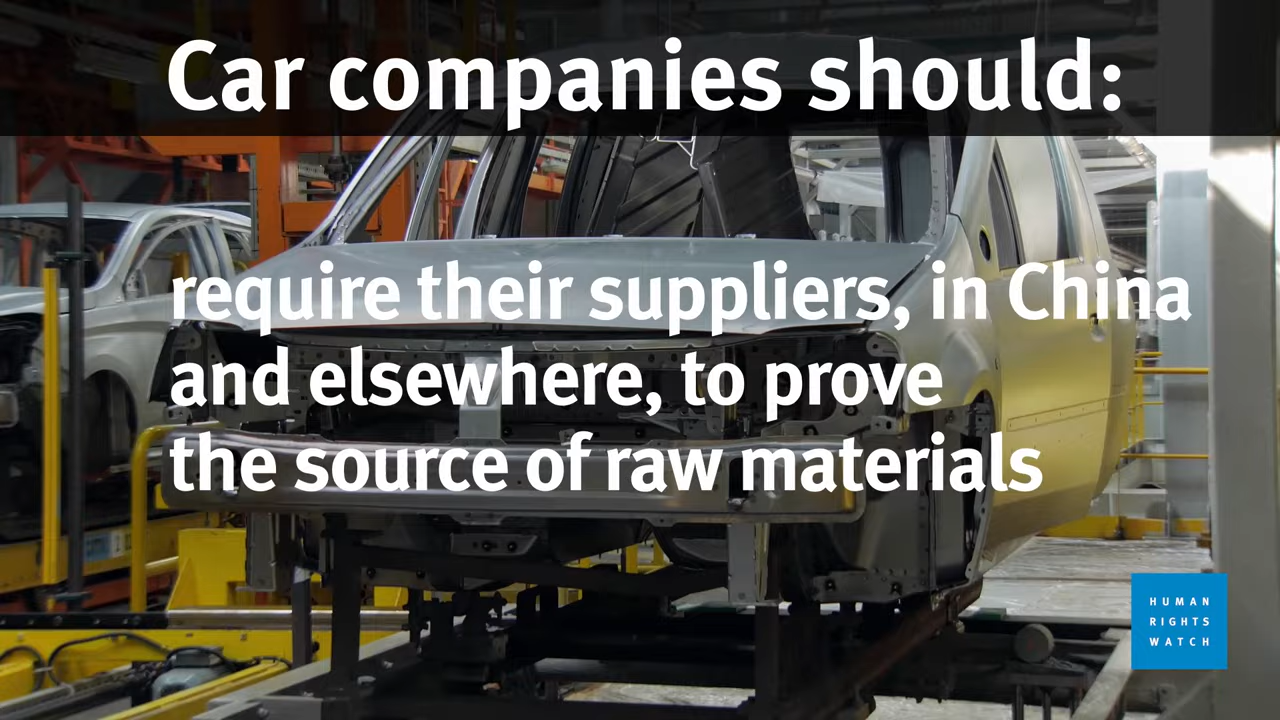 Car companies should:
require their suppliers, in China
and elsewhere, to prove
the source of raw materials
HUMAN
RIGHTS
WATCH